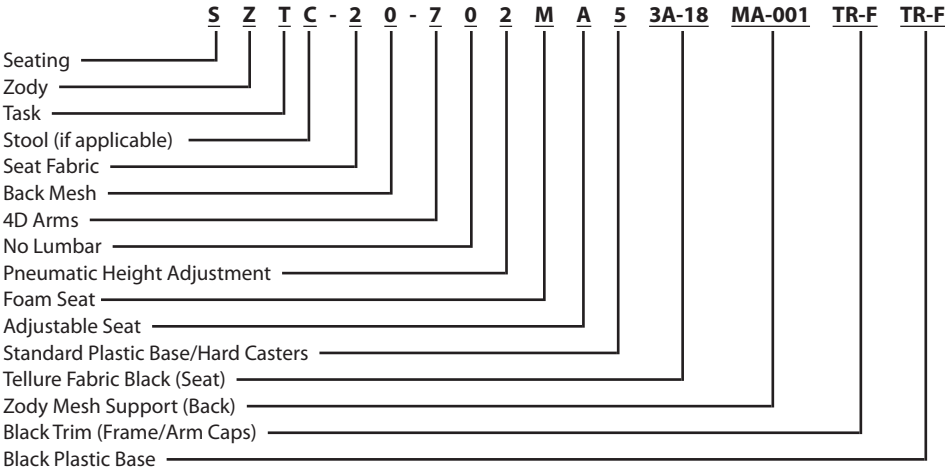 S Z T C - 2 0 - 7 0 2 M A 5 3A-18 MA-001 TR-F TR-F
Seating
Zody
Task
Stool (if applicable)
Seat Fabric
Back Mesh
4D Arms
No Lumbar
Pneumatic Height Adjustment
Foam Seat
Adjustable Seat
Standard Plastic Base/Hard Casters
Tellure Fabric Black (Seat)
Zody Mesh Support (Back)
Black Trim (Frame/Arm Caps)
Black Plastic Base